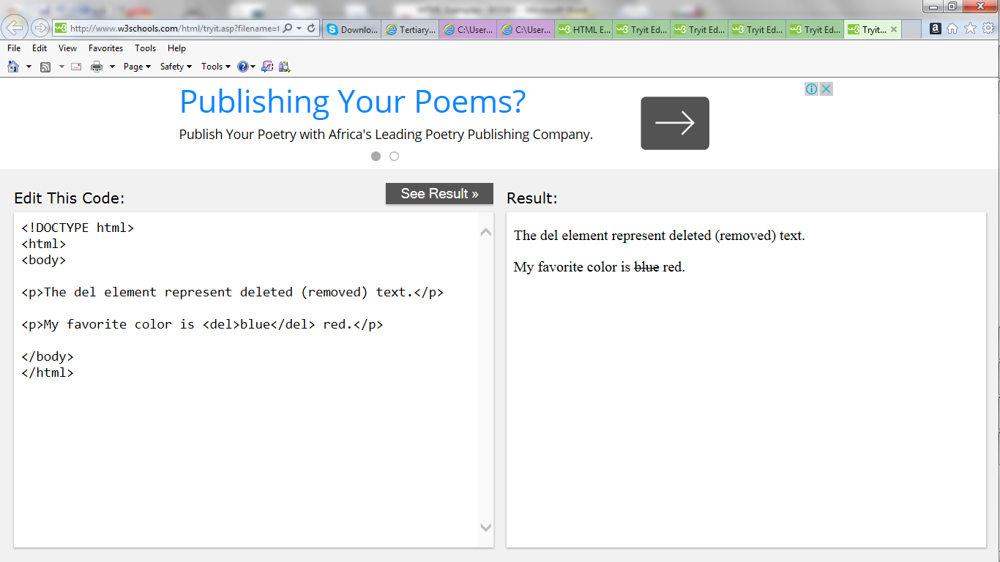 http://www.w3schools.com/html/tryit.asp?filename=t
Downlo...
Tertiary...
C:\User...
C:\User...
HTML E...
Tryit Ed...
Tryit Ed...
Tryit Ed...
Tryit Ed...
Tryit...
File Edit View Favorites Tools Help
Page Safety Tools
Publishing Your Poems?
Publish Your Poetry with Africa's Leading Poetry Publishing Company.
Edit This Code:
See Result »
<!DOCTYPE html>
<html>
<body>
<p>The del element represent deleted (removed) text.</p>
<p>My favorite color is <del>blue</del> red.</p>
</body>
</html>
Result:
The del element represent deleted (removed) text.
My favorite color is blue red.